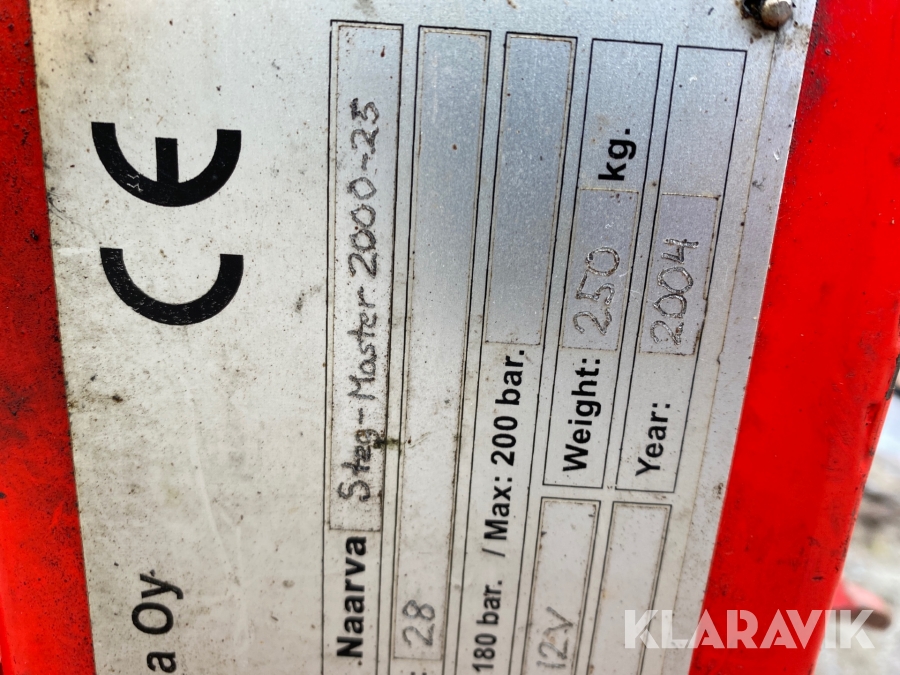 a Oy
CE
.Naarva Steg-Master 2000-25
: 28
180 bar. / Max: 200 bar.
12V Weight: 250 kg.
Year: 2004
KLARAVIK